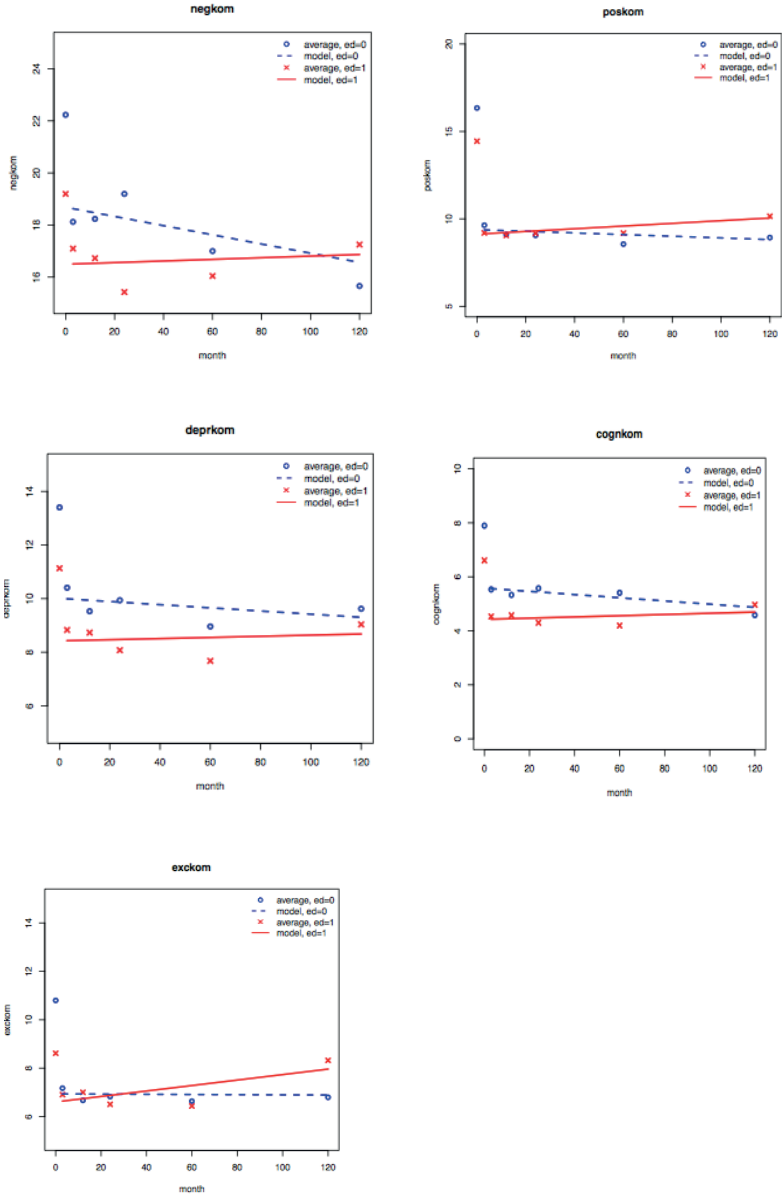 negkom
average, ed=0
model, ed=0
average, ed=1
model, ed=1
24
22
20
18
16
negkom
0 20 40 60 80 100 120
month
poskom
average, ed=0
model, ed=0
average, ed=1
model, ed=1
20
15
10
5
poskom
0 20 40 60 80 100 120
month
deprkom
average, ed=0
model, ed=0
average, ed=1
model, ed=1
14
12
10
8
6
deprkom
0 20 40 60 80 100 120
month
cognkom
average, ed=0
model, ed=0
average, ed=1
model, ed=1
10
8
6
4
2
0
cognkom
0 20 40 60 80 100 120
month
exckom
average, ed=0
model, ed=0
average, ed=1
model, ed=1
14
12
10
8
6
exckom
0 20 40 60 80 100 120
month